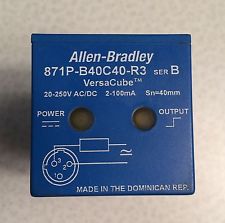 Allen-Bradley
871P-B40C40-R3 SER B
VersaCube™
20-250V AC/DC 2-100mA Sn=40mm
POWER OUTPUT
MADE IN THE DOMINICAN REP.